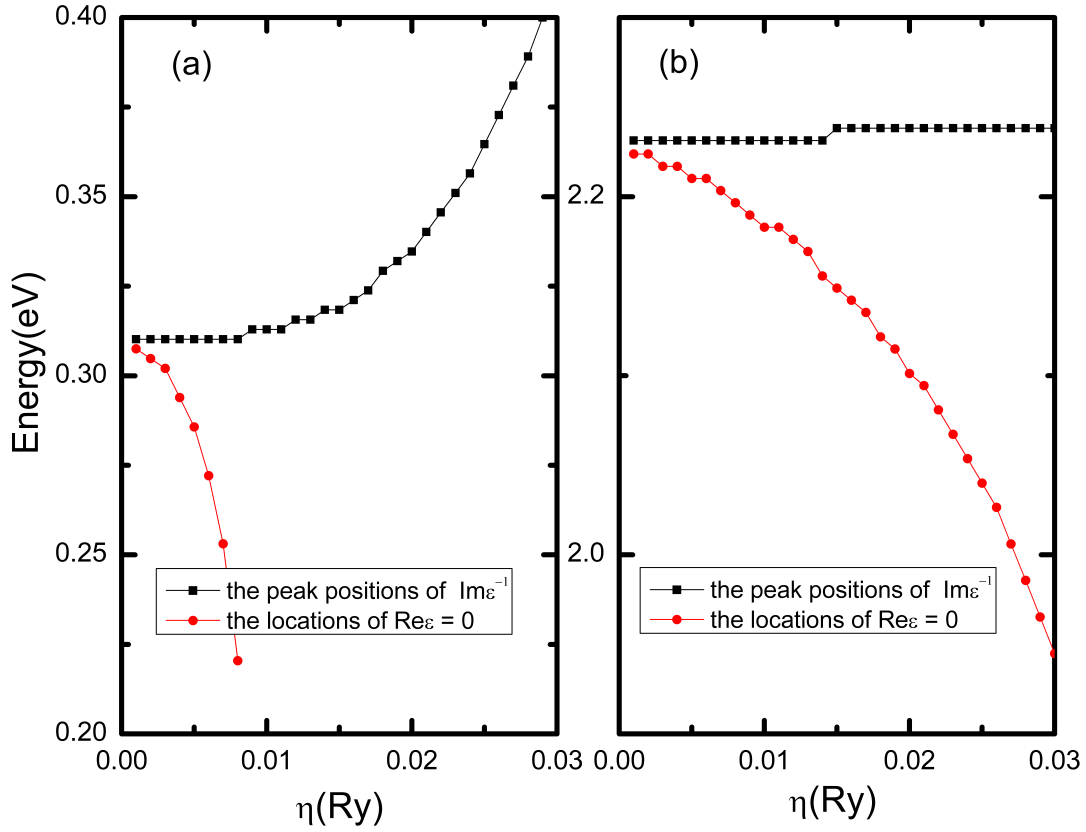 0.40
0.35
0.30
0.25
0.20
Energy(eV)
(a)
the peak positions of Imε⁻¹
the locations of Reε = 0
0.00
0.01
0.02
0.03
η(Ry)
2.2
2.0
(b)
the peak positions of Imε⁻¹
the locations of Reε = 0
0.00
0.01
0.02
0.03
η(Ry)